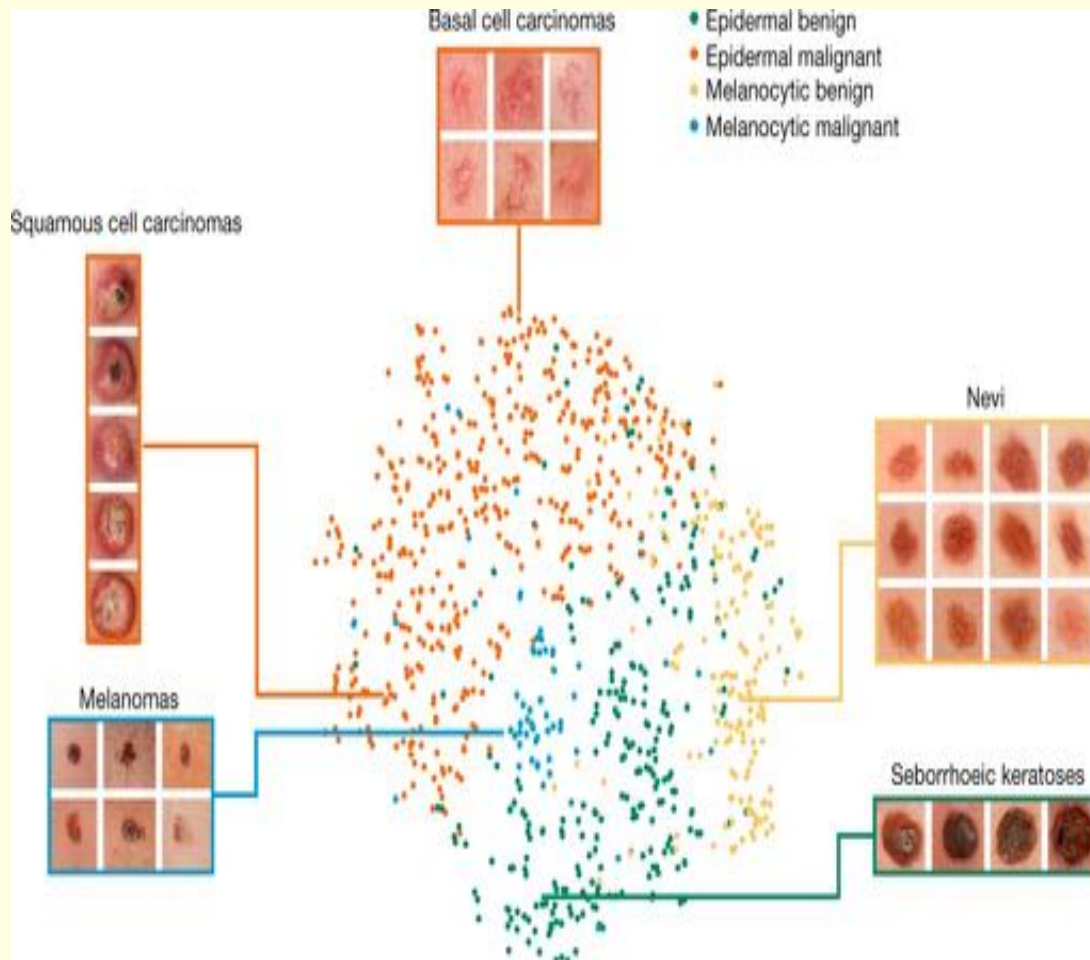 Basal cell carcinomas
Epidermal benign
Epidermal malignant
Melanocytic benign
Melanocytic malignant
Squamous cell carcinomas
Nevi
Melanomas
Seborrhoeic keratoses